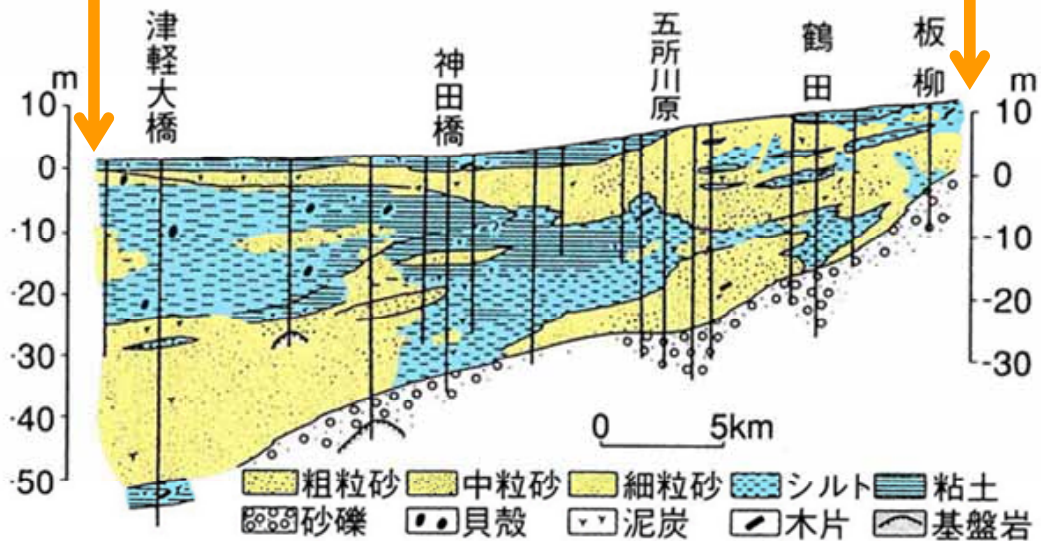 津軽大橋
神田橋
五所川原
鶴田
板柳
m
10
0
-10
-20
-30
-40
-50
m
10
0
-10
-20
-30
0 5km
粗粒砂 中粒砂 細粒砂 シルト 粘土
砂礫 貝殻 泥炭 木片 基盤岩